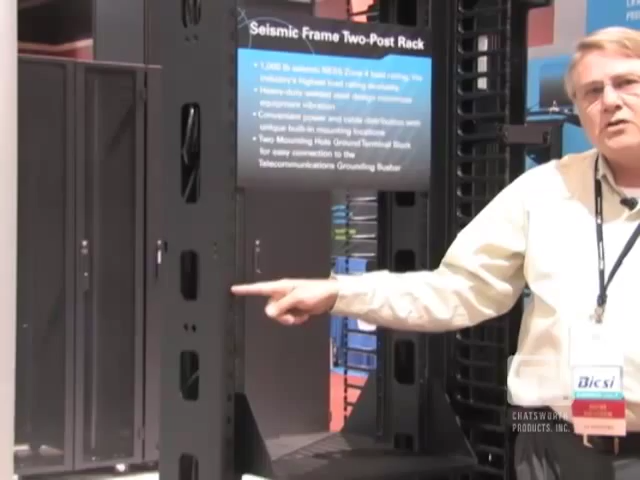 Seismic Frame Two-Post Rack
• 1,000 lb seismic NEBS Zone 4 load rating, the
industry's highest load rating available
• Heavy-duty welded steel design minimizes
equipment vibration
• Convenient power and cable distribution with
unique built-in mounting locations
• Two Mounting Hole Ground Terminal Block
for easy connection to the
Telecommunications Grounding Busbar
Bicsi
CHATSWORTH
PRODUCTS, INC.